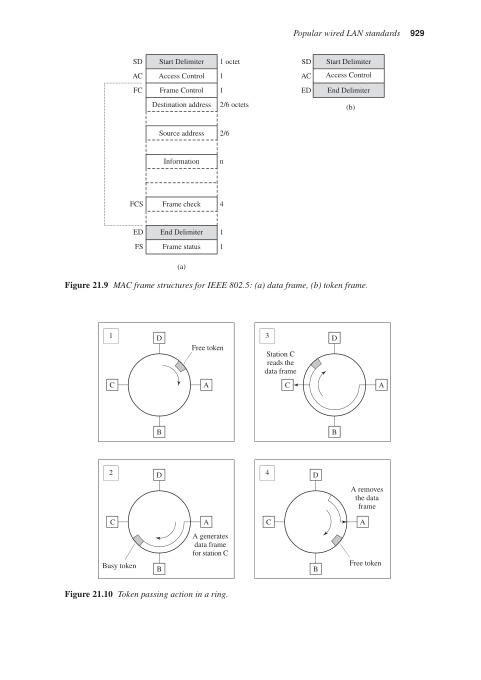 Popular wired LAN standards 929
SD Start Delimiter 1 octet
AC Access Control 1
FC Frame Control 1
Destination address 2/6 octets
Source address 2/6
Information n
FCS Frame check 4
ED End Delimiter 1
FS Frame status 1
(a)
SD Start Delimiter
AC Access Control
ED End Delimiter
(b)
Figure 21.9 MAC frame structures for IEEE 802.5: (a) data frame, (b) token frame.
1
D
Free token
C
A
B
3
D
Station C
reads the
data frame
C
A
B
2
D
C
A
A generates
data frame
for station C
Busy token
B
4
D
A removes
the data
frame
C
A
Free token
B
Figure 21.10 Token passing action in a ring.